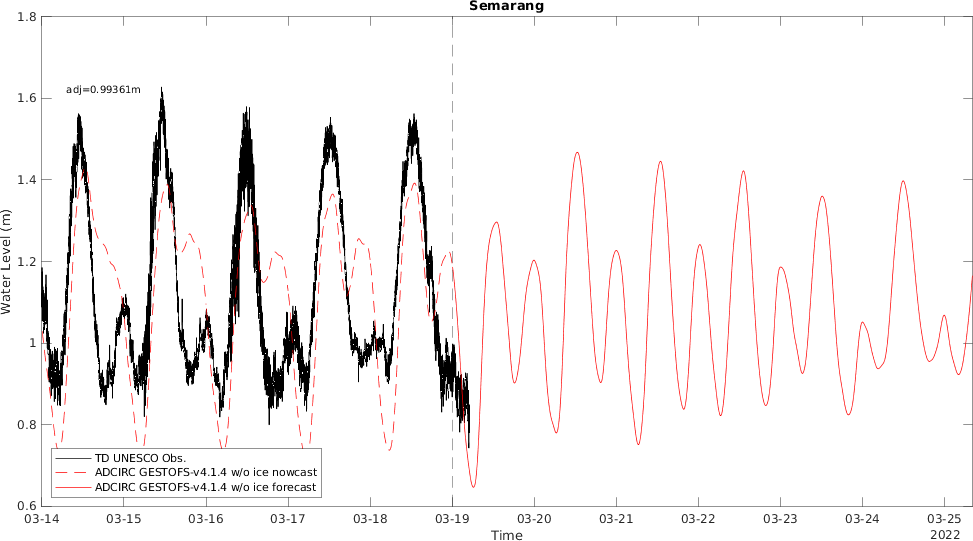 Semarang
1.8
1.6
1.4
1.2
1
0.8
0.6
Water Level (m)
adj=0.99361m
TD UNESCO Obs.
ADCIRC GESTOFS-v4.1.4 w/o ice nowcast
ADCIRC GESTOFS-v4.1.4 w/o ice forecast
03-14 03-15 03-16 03-17 03-18 03-19 03-20 03-21 03-22 03-23 03-24 03-25
Time
2022